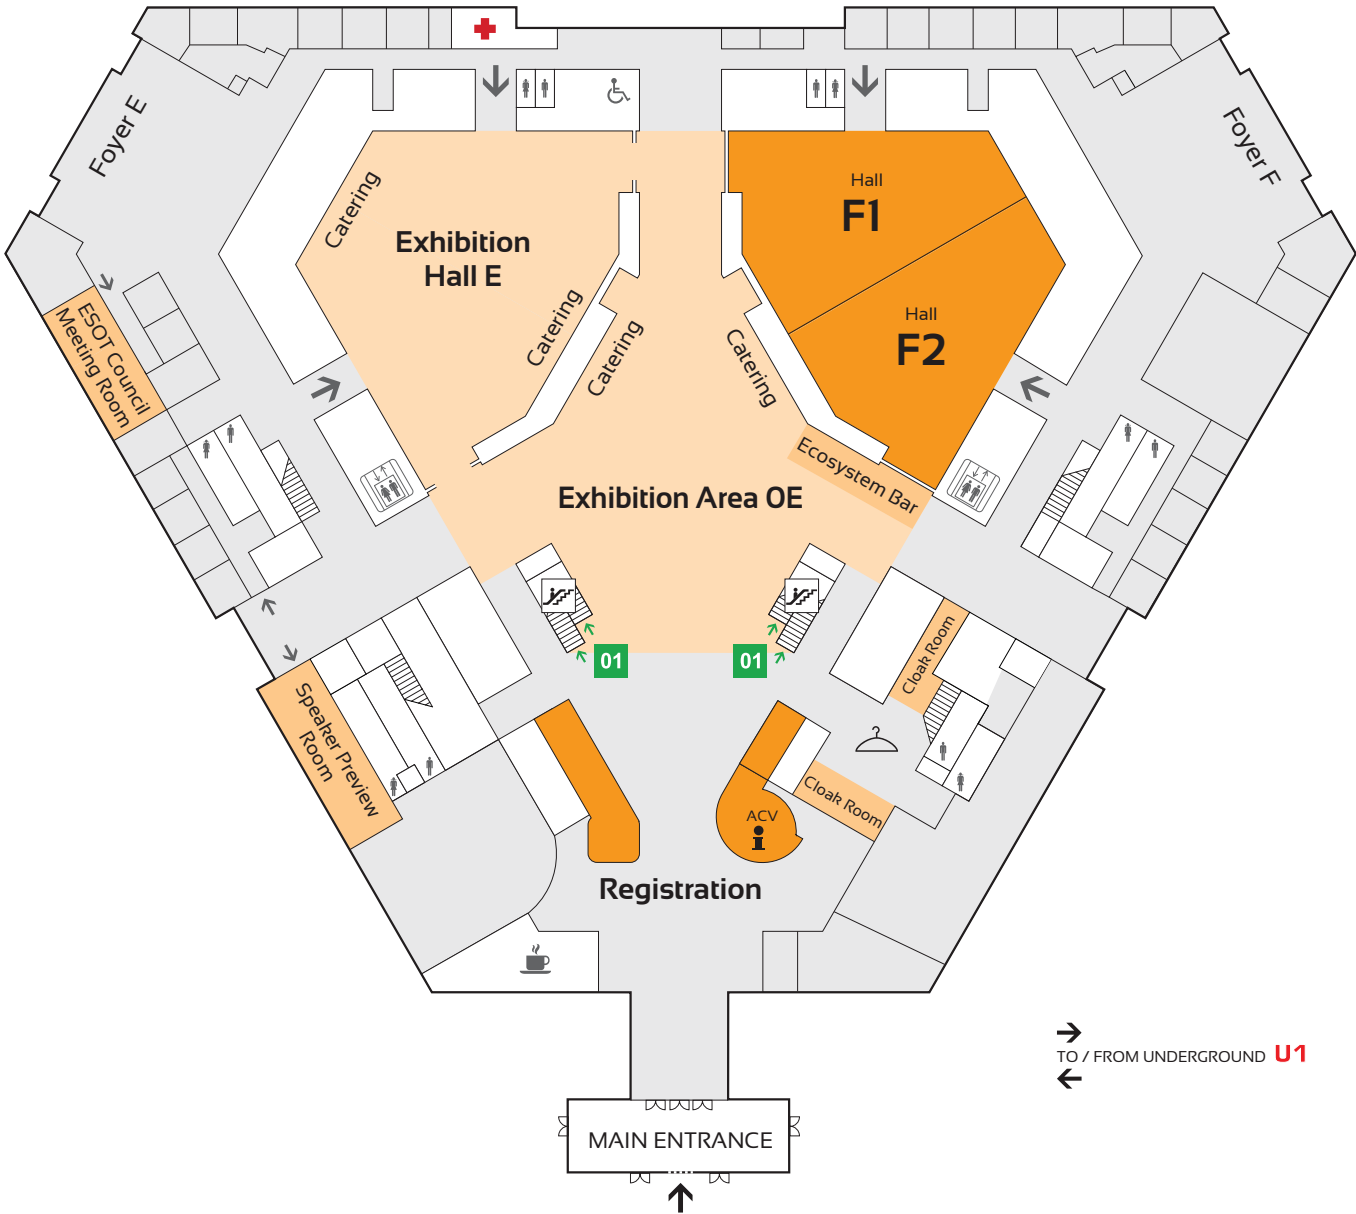 Foyer E
Foyer F
Catering
Exhibition
Hall E
Hall
F1
Hall
F2
ESOT Council
Meeting Room
Catering
Catering
Catering
Ecosystem Bar
Exhibition Area OE
01
01
Cloak Room
Speaker Preview
Room
Cloak Room
ACV
Registration
TO / FROM UNDERGROUND U1
MAIN ENTRANCE